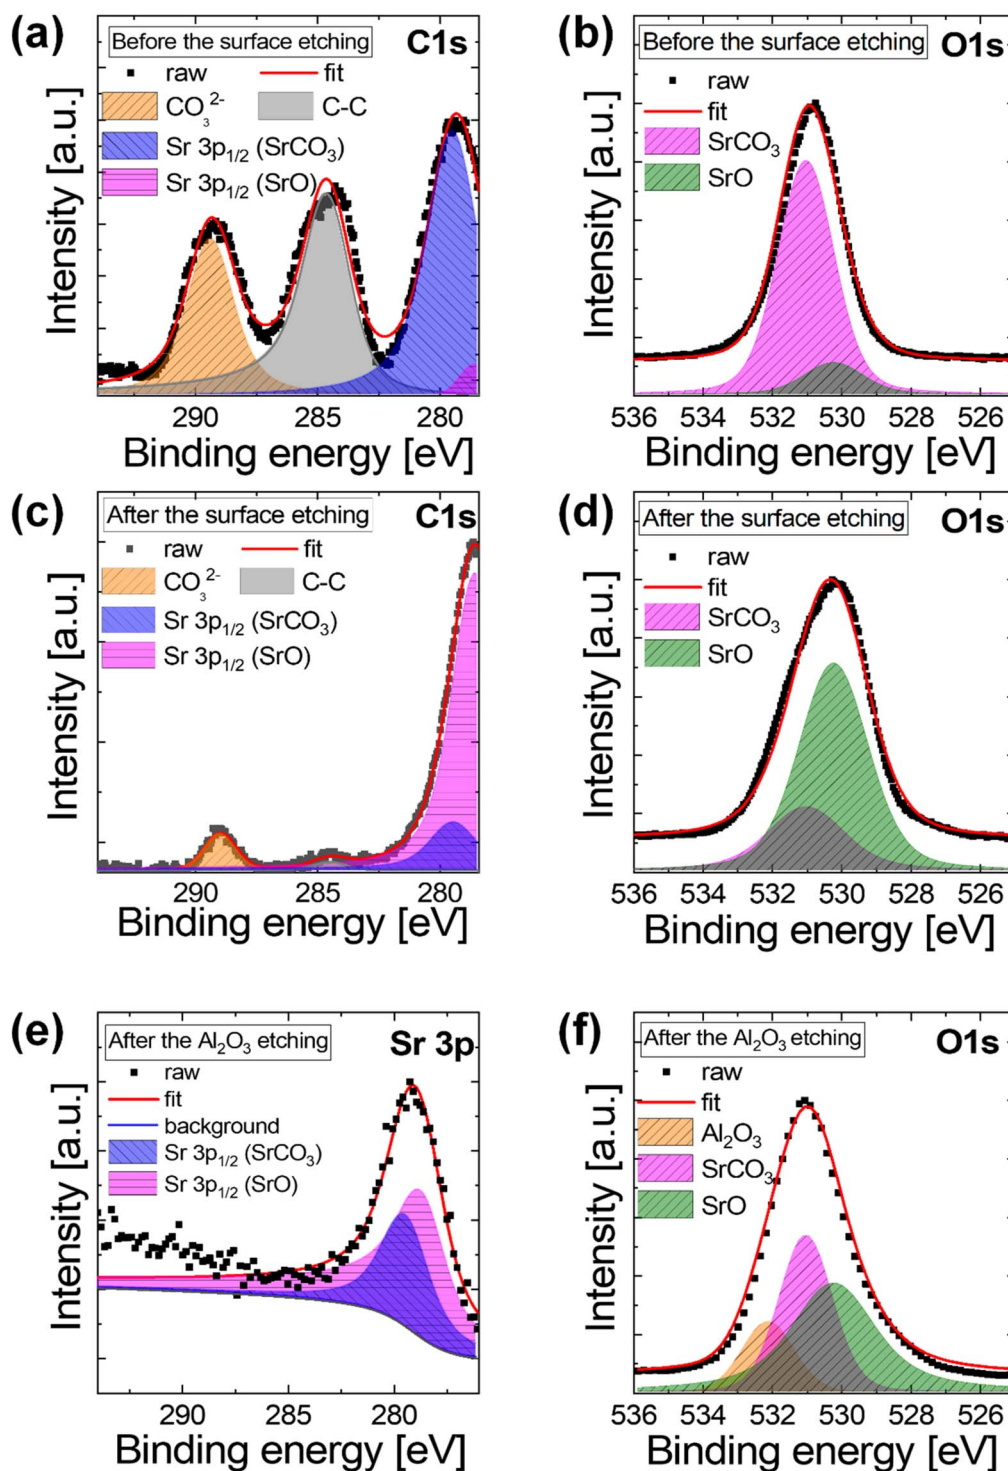 (a)
Before the surface etching
C1s
raw
fit
CO₃²⁻
C-C
Sr 3p₁/₂ (SrCO₃)
Sr 3p₁/₂ (SrO)
Intensity [a.u.]
290 285 280
Binding energy [eV]
(b)
Before the surface etching
O1s
raw
fit
SrCO₃
SrO
Intensity [a.u.]
536 534 532 530 528 526
Binding energy [eV]
(c)
After the surface etching
C1s
raw
fit
CO₃²⁻
C-C
Sr 3p₁/₂ (SrCO₃)
Sr 3p₁/₂ (SrO)
Intensity [a.u.]
290 285 280
Binding energy [eV]
(d)
After the surface etching
O1s
raw
fit
SrCO₃
SrO
Intensity [a.u.]
536 534 532 530 528 526
Binding energy [eV]
(e)
After the Al₂O₃ etching
Sr 3p
raw
fit
background
Sr 3p₁/₂ (SrCO₃)
Sr 3p₁/₂ (SrO)
Intensity [a.u.]
290 285 280
Binding energy [eV]
(f)
After the Al₂O₃ etching
O1s
raw
fit
Al₂O₃
SrCO₃
SrO
Intensity [a.u.]
536 534 532 530 528 526
Binding energy [eV]